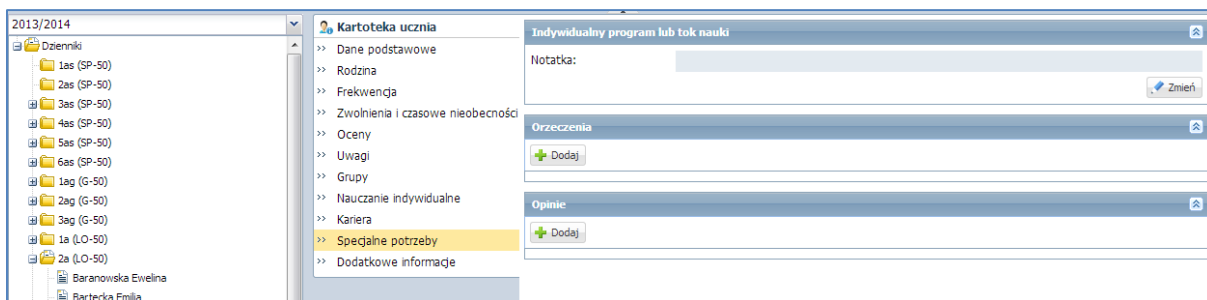 2013/2014
Dzienniki
1as (SP-50)
2as (SP-50)
3as (SP-50)
4as (SP-50)
5as (SP-50)
6as (SP-50)
1ag (G-50)
2ag (G-50)
3ag (G-50)
1a (LO-50)
2a (LO-50)
Baranowska Ewelina
Bartecka Emilia
Kartoteka ucznia
Dane podstawowe
Rodzina
Frekwencja
Zwolnienia i czasowe nieobecności
Oceny
Uwagi
Grupy
Nauczanie indywidualne
Kariera
Specjalne potrzeby
Dodatkowe informacje
Indywidualny program lub tok nauki
Notatka:
Zmień
Orzeczenia
Dodaj
Opinie
Dodaj